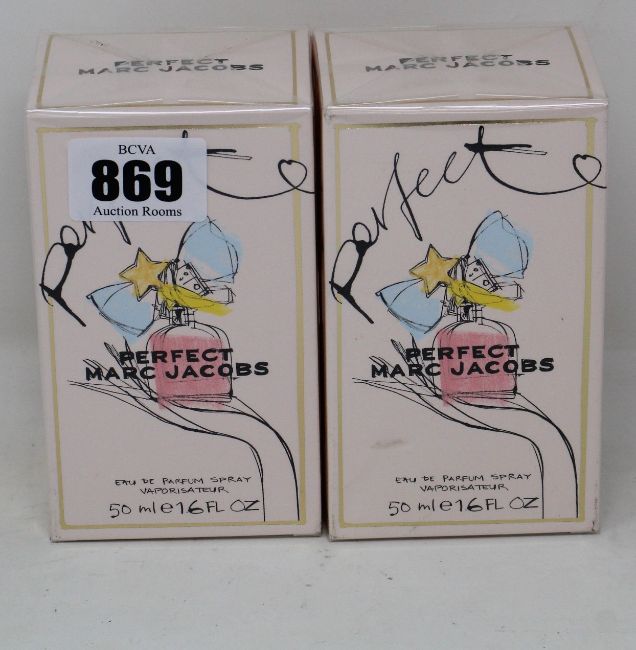 PERFECT
MARC JACOBS
BCVA
869
Auction Rooms
Perfect
PERFECT
MARC JACOBS
EAU DE PARFUM SPRAY
VAPORISATEUR
50 ml e 1.6 FL OZ
PERFECT
MARC JACOBS
Perfect
PERFECT
MARC JACOBS
EAU DE PARFUM SPRAY
VAPORISATEUR
50 ml e 1.6 FL OZ